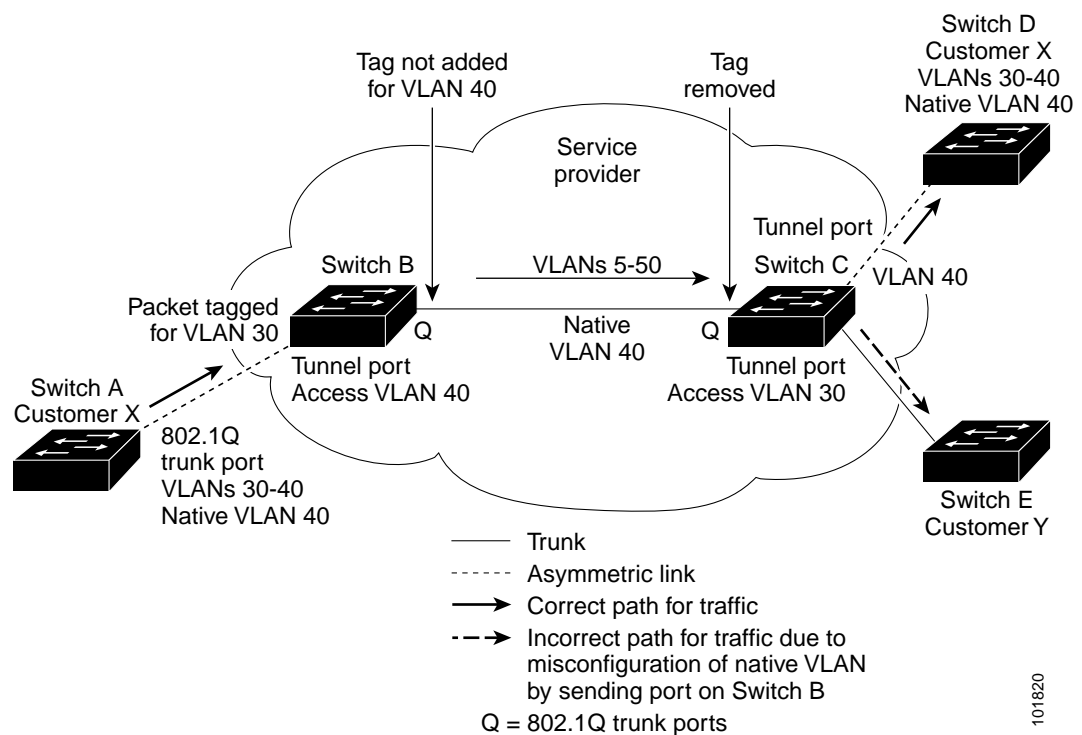 Switch D
Customer X
VLANs 30-40
Native VLAN 40
Tag not added
for VLAN 40
Tag
removed
Service
provider
Tunnel port
Switch B
VLANs 5-50
Switch C
VLAN 40
Packet tagged
for VLAN 30
Q
Native
VLAN 40
Q
Tunnel port
Access VLAN 40
Tunnel port
Access VLAN 30
Switch A
Customer X
802.1Q
trunk port
VLANs 30-40
Native VLAN 40
Switch E
Customer Y
Trunk
Asymmetric link
Correct path for traffic
Incorrect path for traffic due to
misconfiguration of native VLAN
by sending port on Switch B
Q = 802.1Q trunk ports
101820